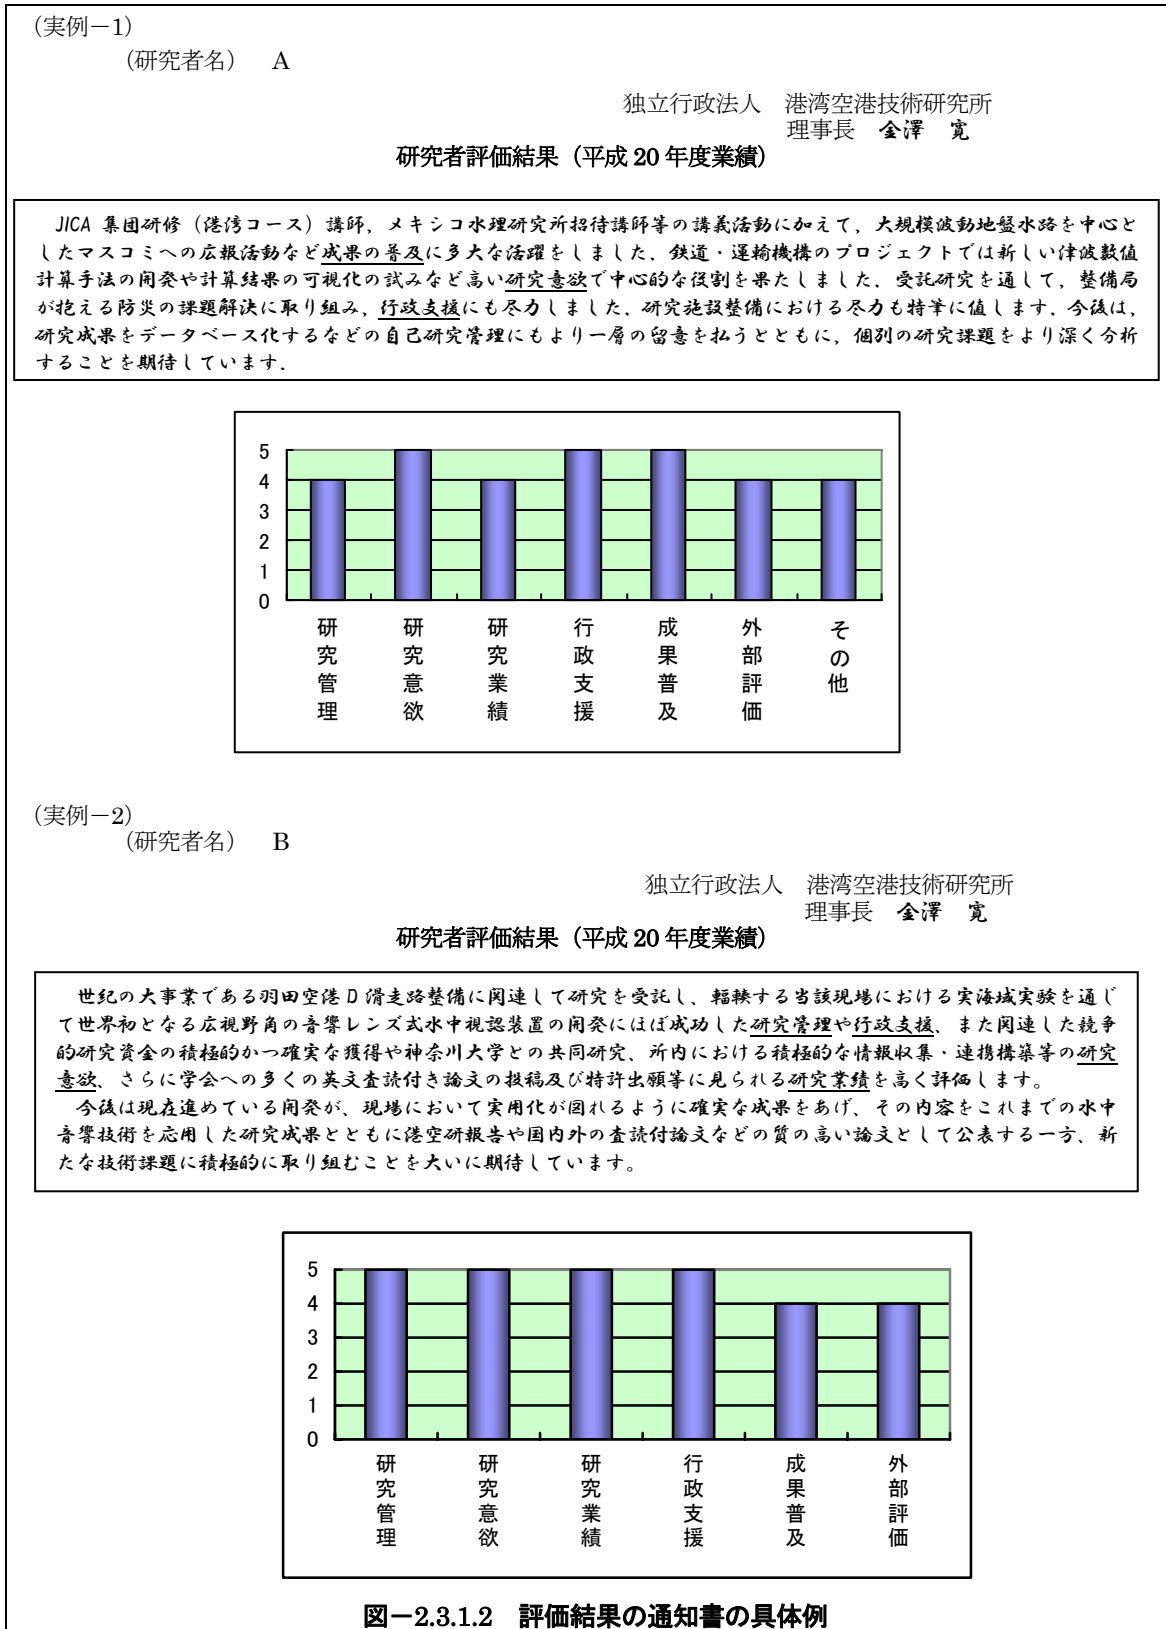 （実例－1）
（研究者名）　A
独立行政法人　港湾空港技術研究所
理事長　金澤　寛
研究者評価結果（平成 20 年度業績）
JICA 集団研修（港湾コース）講師，メキシコ水理研究所招待講師等の講義活動に加えて，大規模波動地盤水路を中心と
したマスコミへの広報活動など成果の普及に多大な活躍をしました．鉄道・運輸機構のプロジェクトでは新しい津波数値
計算手法の開発や計算結果の可視化の試みなど高い研究意欲で中心的な役割を果たしました．受託研究を通して，整備局
が抱える防災の課題解決に取り組み，行政支援にも尽力しました．研究施設整備における尽力も特筆に値します．今後は，
研究成果をデータベース化するなどの自己研究管理にもより一層の留意を払うとともに，個別の研究課題をより深く分析
することを期待しています．
5
4
3
2
1
0
研究管理
研究意欲
研究業績
行政支援
成果普及
外部評価
その他
（実例－2）
（研究者名）　B
独立行政法人　港湾空港技術研究所
理事長　金澤　寛
研究者評価結果（平成 20 年度業績）
世紀の大事業である羽田空港 D 滑走路整備に関連して研究を受託し、輻輳する当該現場における実海域実験を通じ
て世界初となる広視野角の音響レンズ式水中視認装置の開発にほぼ成功した研究管理や行政支援、また関連した競争
的研究資金の積極的かつ確実な獲得や神奈川大学との共同研究、所内における積極的な情報収集・連携構築等の研究
意欲、さらに学会への多くの英文査読付き論文の投稿及び特許出願等に見られる研究業績を高く評価します。
今後は現在進めている開発が、現場において実用化が図れるように確実な成果をあげ、その内容をこれまでの水中
音響技術を応用した研究成果とともに港空研報告や国内外の査読付論文などの質の高い論文として公表する一方、新
たな技術課題に積極的に取り組むことを大いに期待しています。
5
4
3
2
1
0
研究管理
研究意欲
研究業績
行政支援
成果普及
外部評価
図－2.3.1.2　評価結果の通知書の具体例